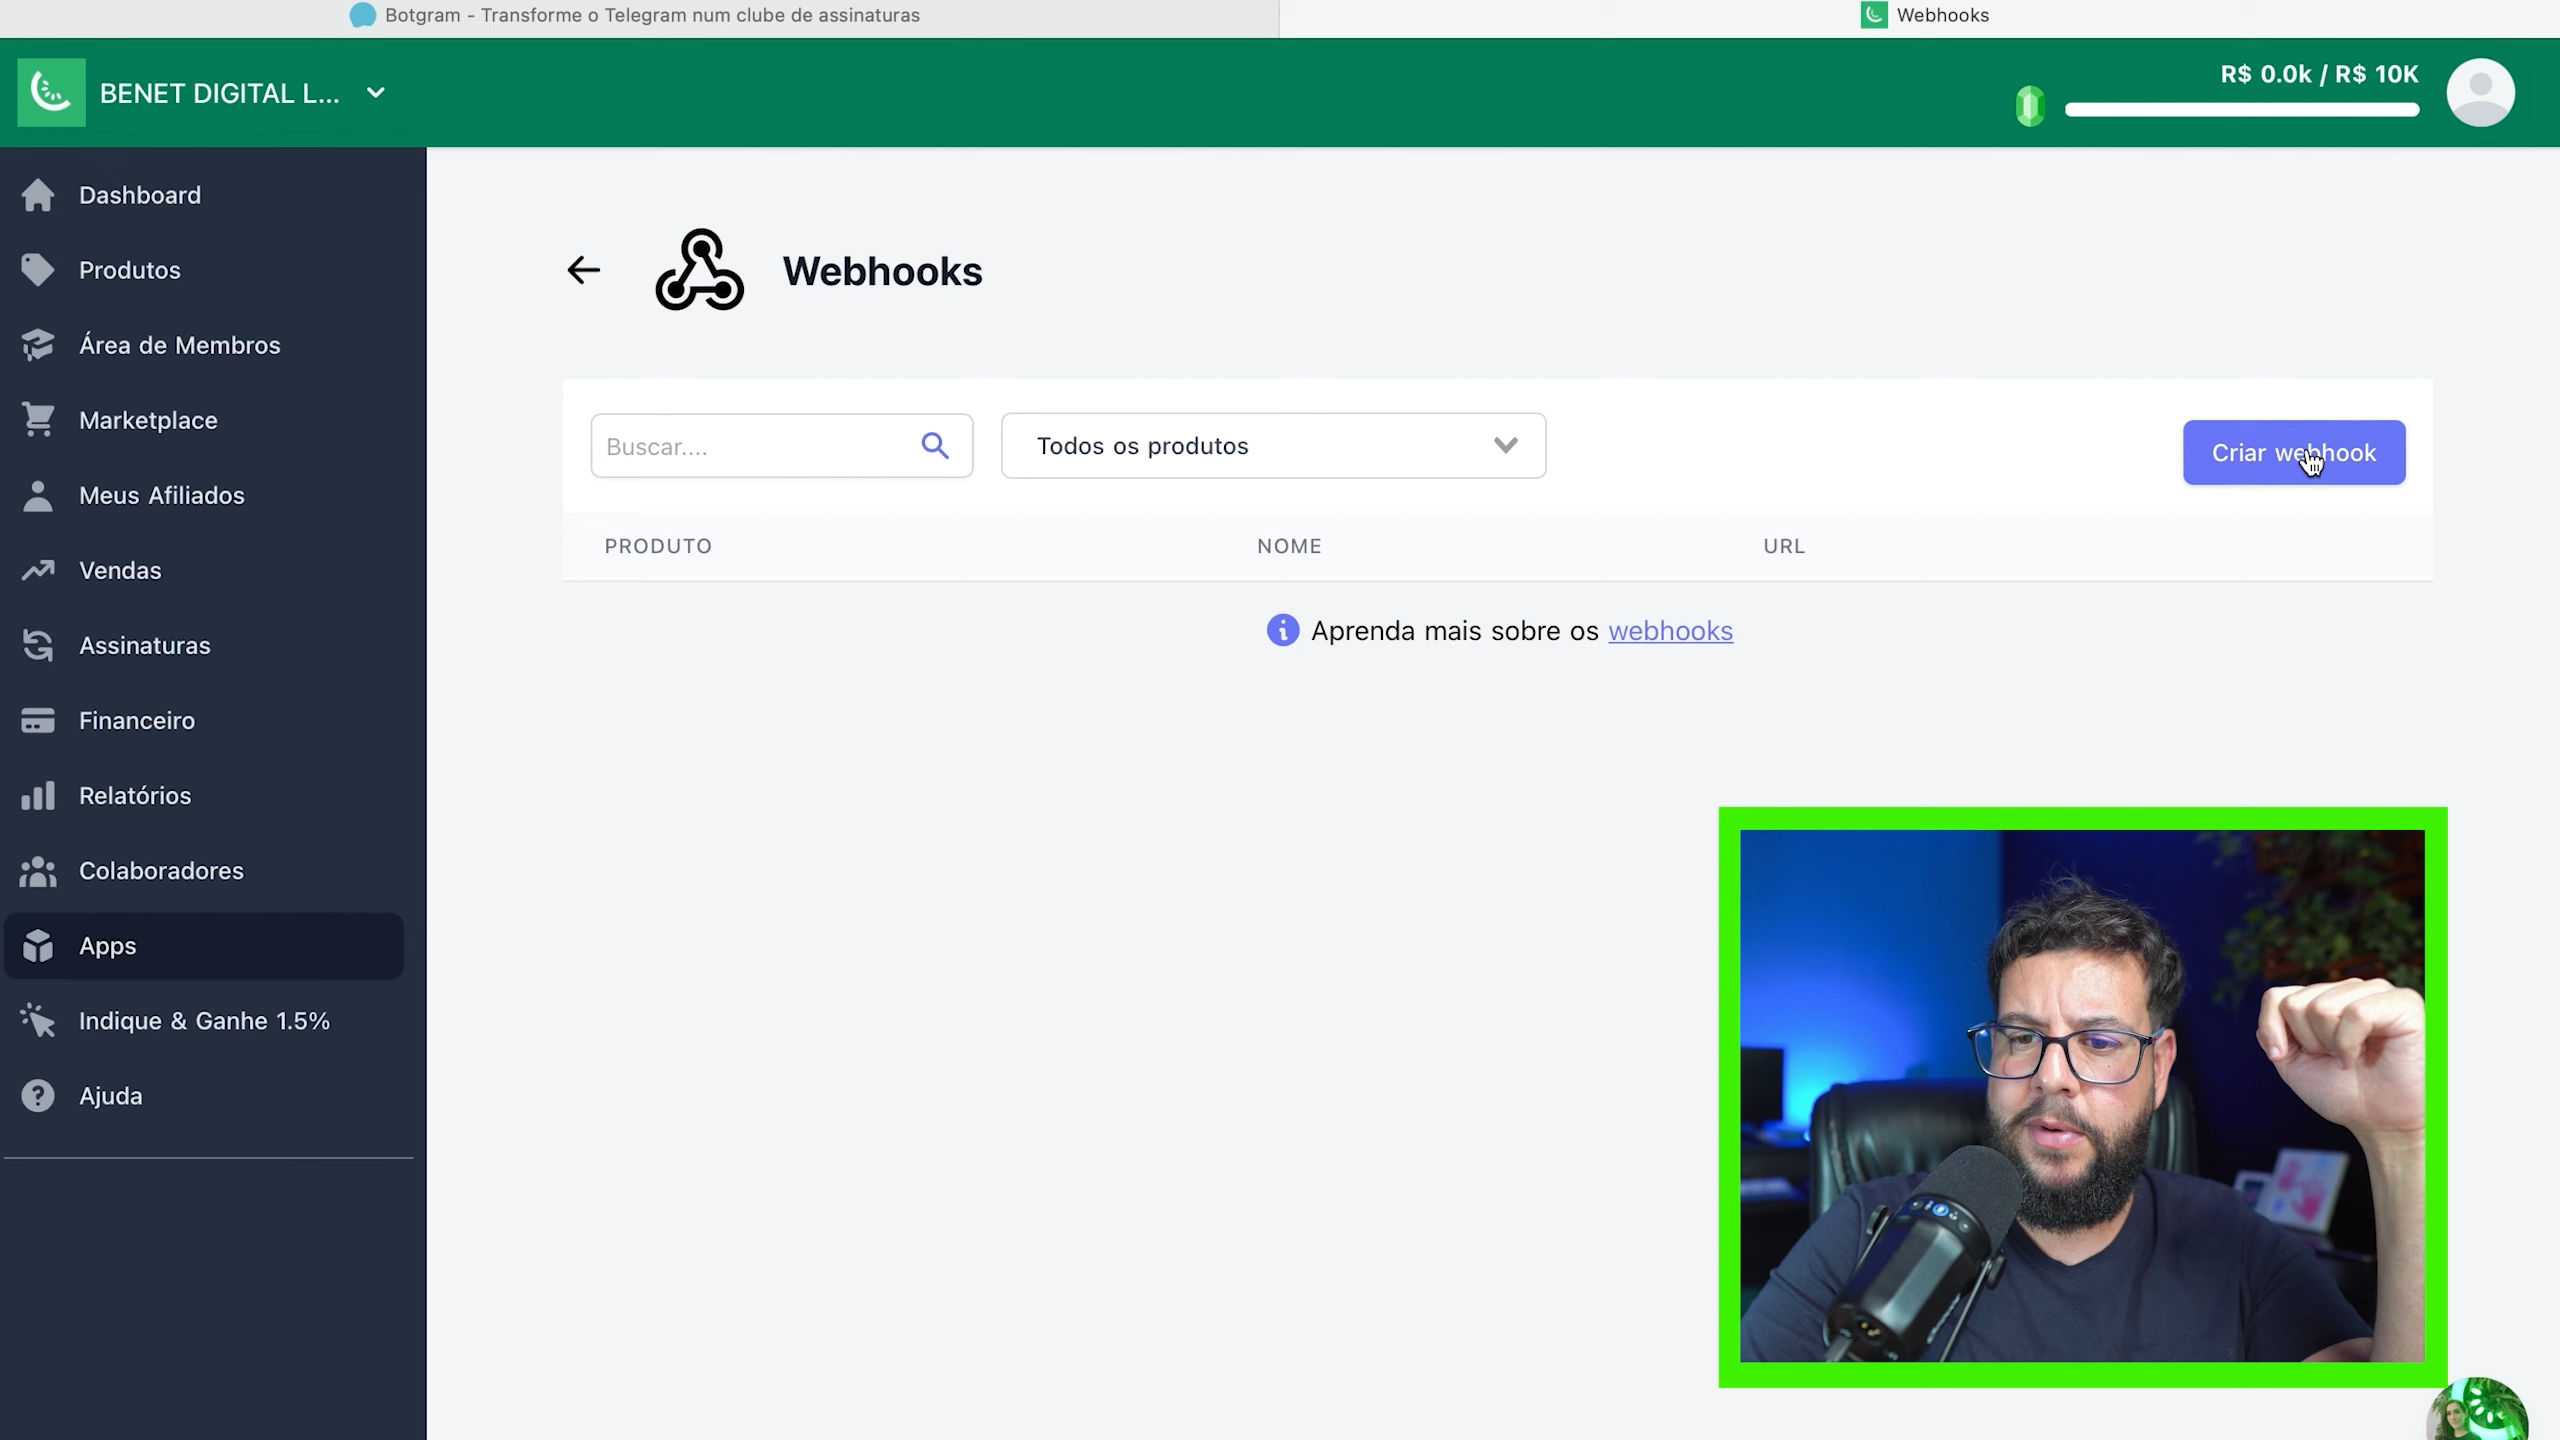 Botgram - Transforme o Telegram num clube de assinaturas
Webhooks
BENET DIGITAL L...
R$ 0.0k / R$ 10K
Dashboard
Produtos
Área de Membros
Marketplace
Meus Afiliados
Vendas
Assinaturas
Financeiro
Relatórios
Colaboradores
Apps
Indique & Ganhe 1.5%
Ajuda
Webhooks
Buscar....
Todos os produtos
Criar webhook
PRODUTO NOME URL
Aprenda mais sobre os webhooks